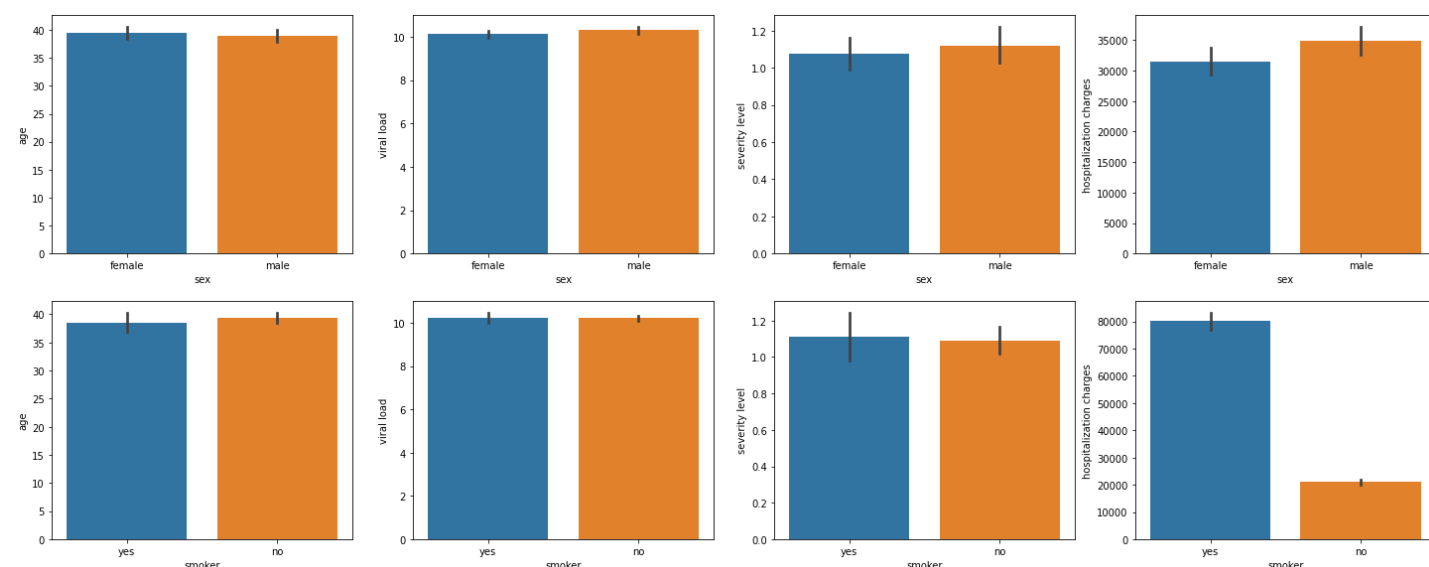 age
40
35
30
25
20
15
10
5
0
female male
sex
viral load
10
8
6
4
2
0
female male
sex
severity level
1.2
1.0
0.8
0.6
0.4
0.2
0.0
female male
sex
hospitalization charges
35000
30000
25000
20000
15000
10000
5000
0
female male
sex
age
40
35
30
25
20
15
10
5
0
yes no
smoker
viral load
10
8
6
4
2
0
yes no
smoker
severity level
1.2
1.0
0.8
0.6
0.4
0.2
0.0
yes no
smoker
hospitalization charges
80000
70000
60000
50000
40000
30000
20000
10000
0
yes no
smoker